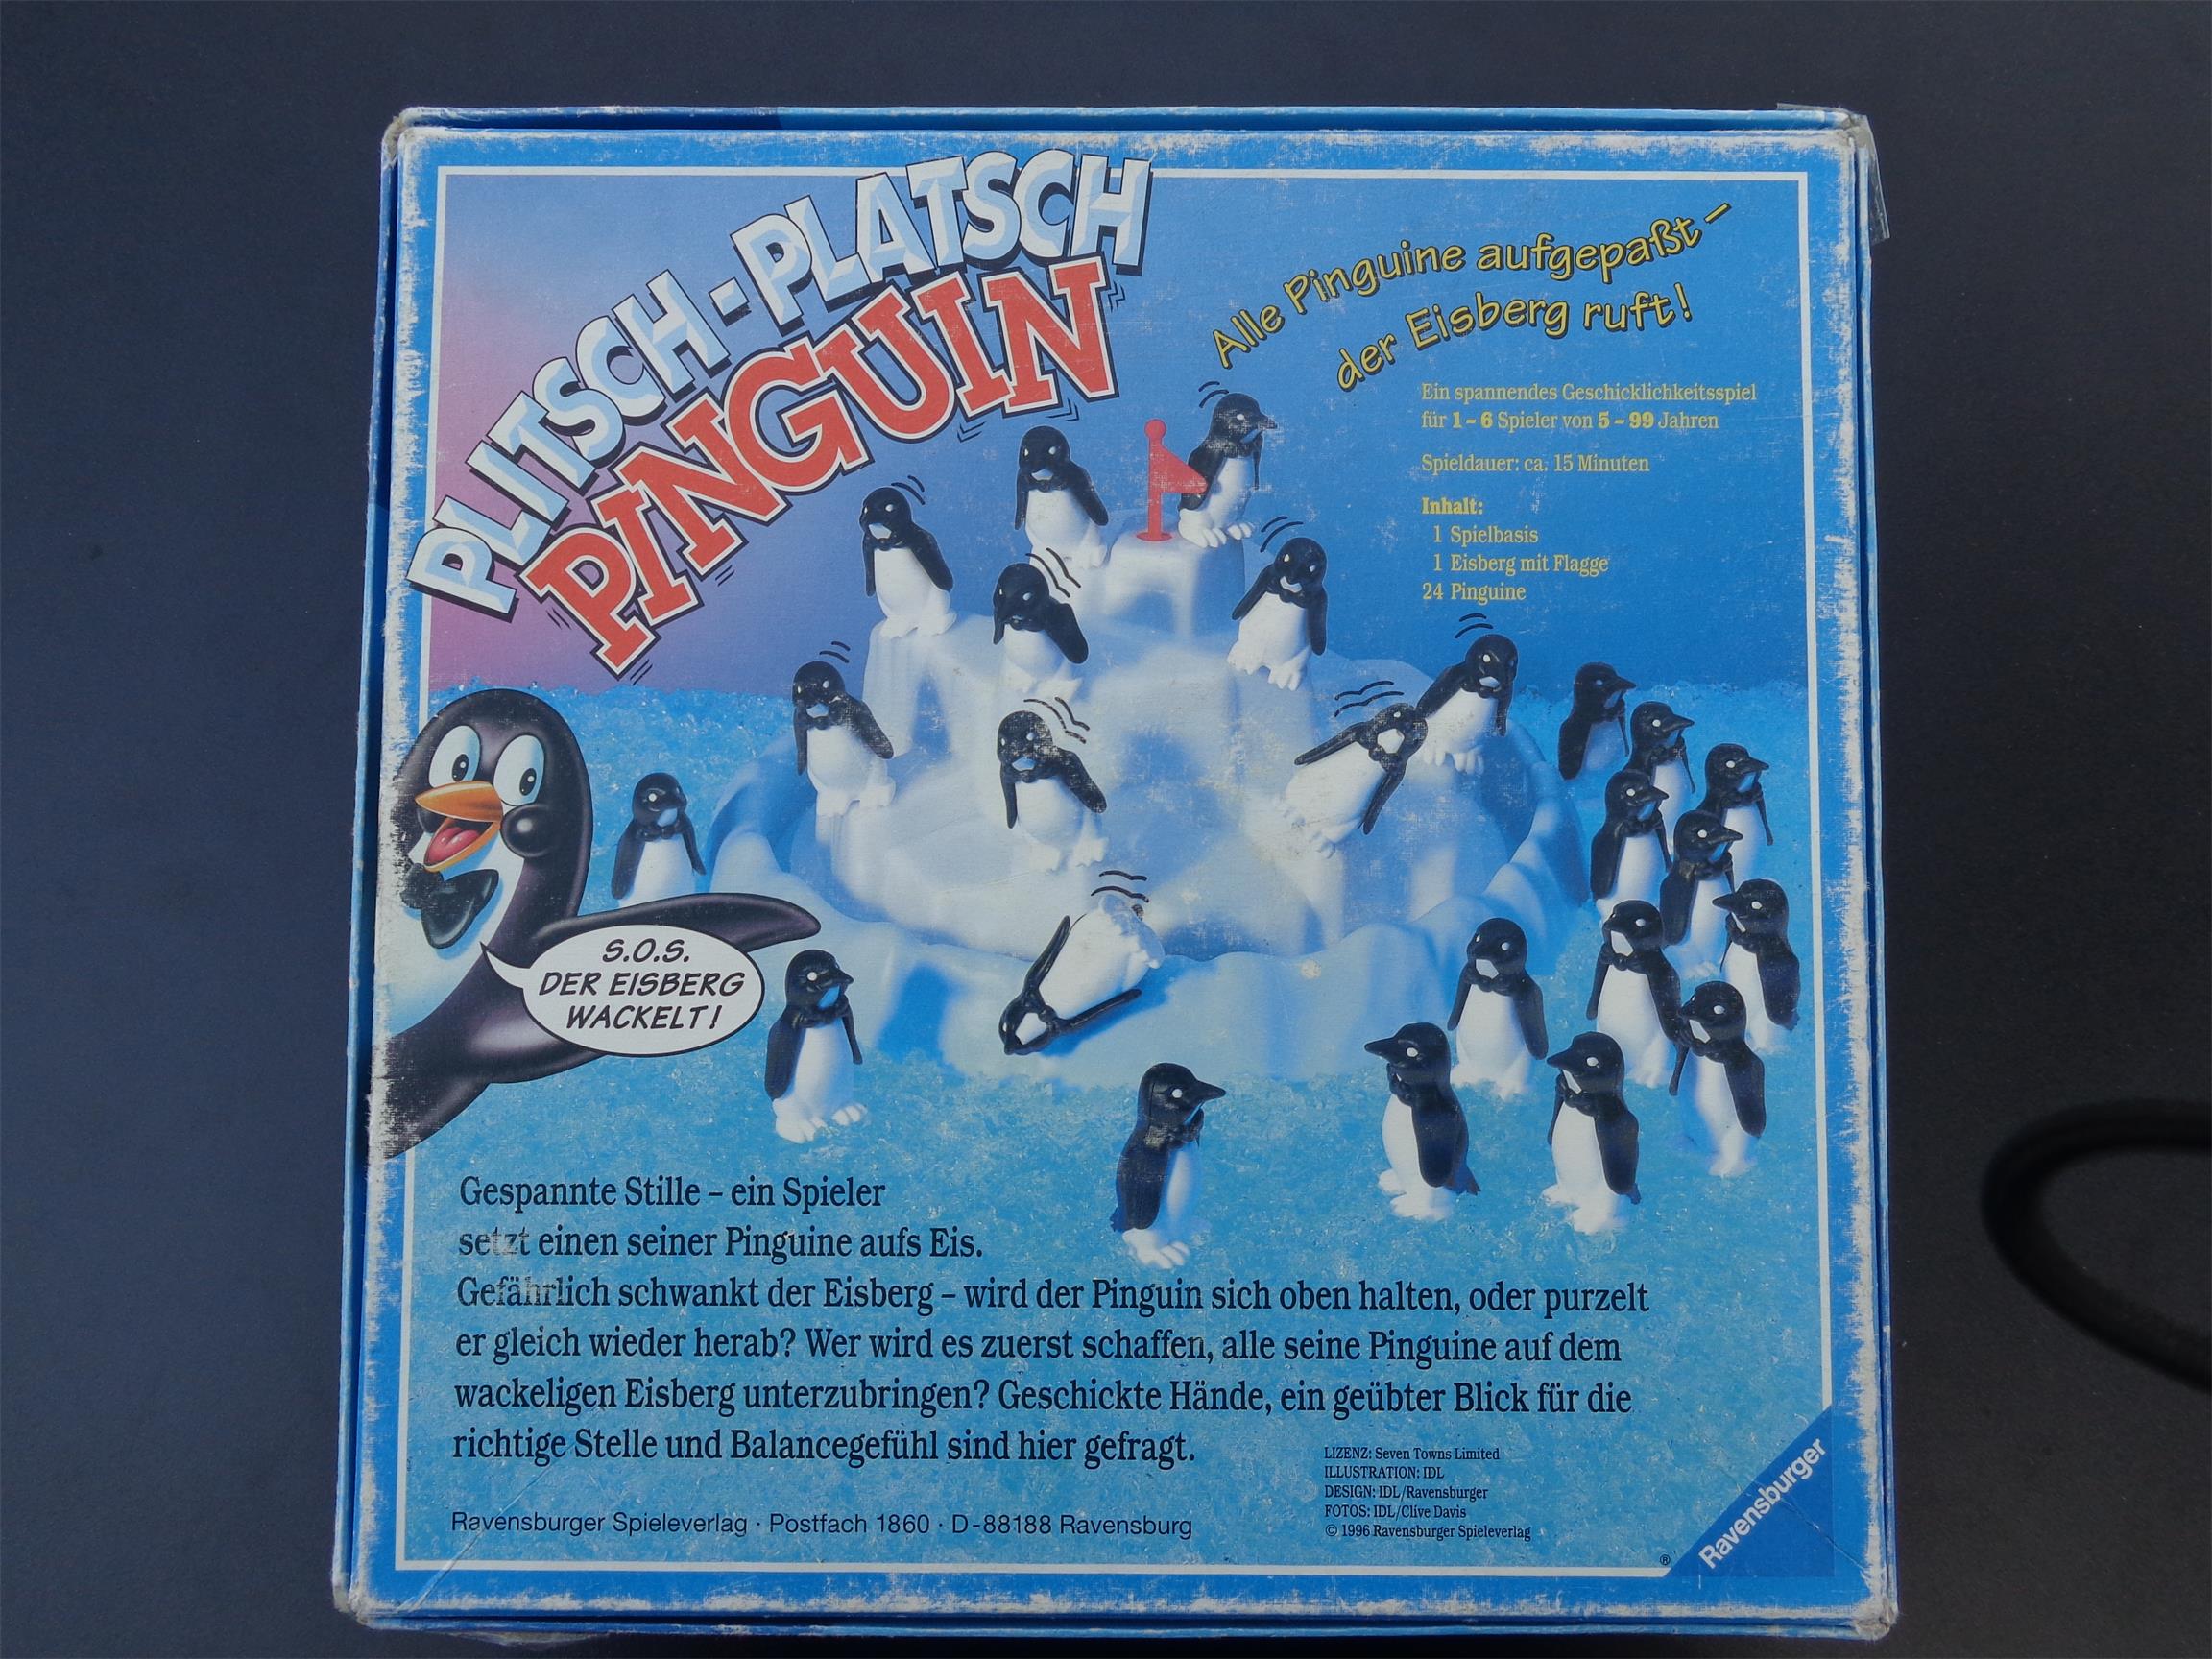 PLITSCH-PLATSCH
PINGUIN
Alle Pinguine aufgepaßt –
der Eisberg ruft!
Ein spannendes Geschicklichkeitsspiel
für 1 – 6 Spieler von 5 – 99 Jahren
Spieldauer: ca. 15 Minuten
Inhalt:
1 Spielbasis
1 Eisberg mit Flagge
24 Pinguine
S.O.S.
DER EISBERG
WACKELT!
Gespannte Stille – ein Spieler
setzt einen seiner Pinguine aufs Eis.
Gefährlich schwankt der Eisberg – wird der Pinguin sich oben halten, oder purzelt
er gleich wieder herab? Wer wird es zuerst schaffen, alle seine Pinguine auf dem
wackeligen Eisberg unterzubringen? Geschickte Hände, ein geübter Blick für die
richtige Stelle und Balancegefühl sind hier gefragt.
LIZENZ: Seven Towns Limited
ILLUSTRATION: IDL
DESIGN: IDL/Ravensburger
FOTOS: IDL/Clive Davis
© 1996 Ravensburger Spieleverlag
Ravensburger Spieleverlag · Postfach 1860 · D-88188 Ravensburg
®
Ravensburger